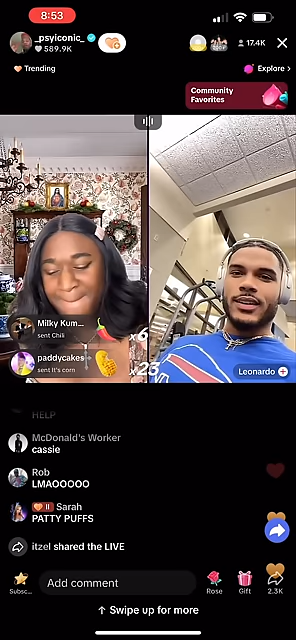 8:53
_psyiconic_
589.9K
17.4K
Trending
Explore >
Community
Favorites
Milky Kum...
sent Chili
x6
paddycakes
sent It's corn
x23
Leonardo
HELP
McDonald's Worker
cassie
Rob
LMAOOOOO
II Sarah
PATTY PUFFS
itzel shared the LIVE
Subsc...
Add comment
Rose
Gift
2.3K
Swipe up for more